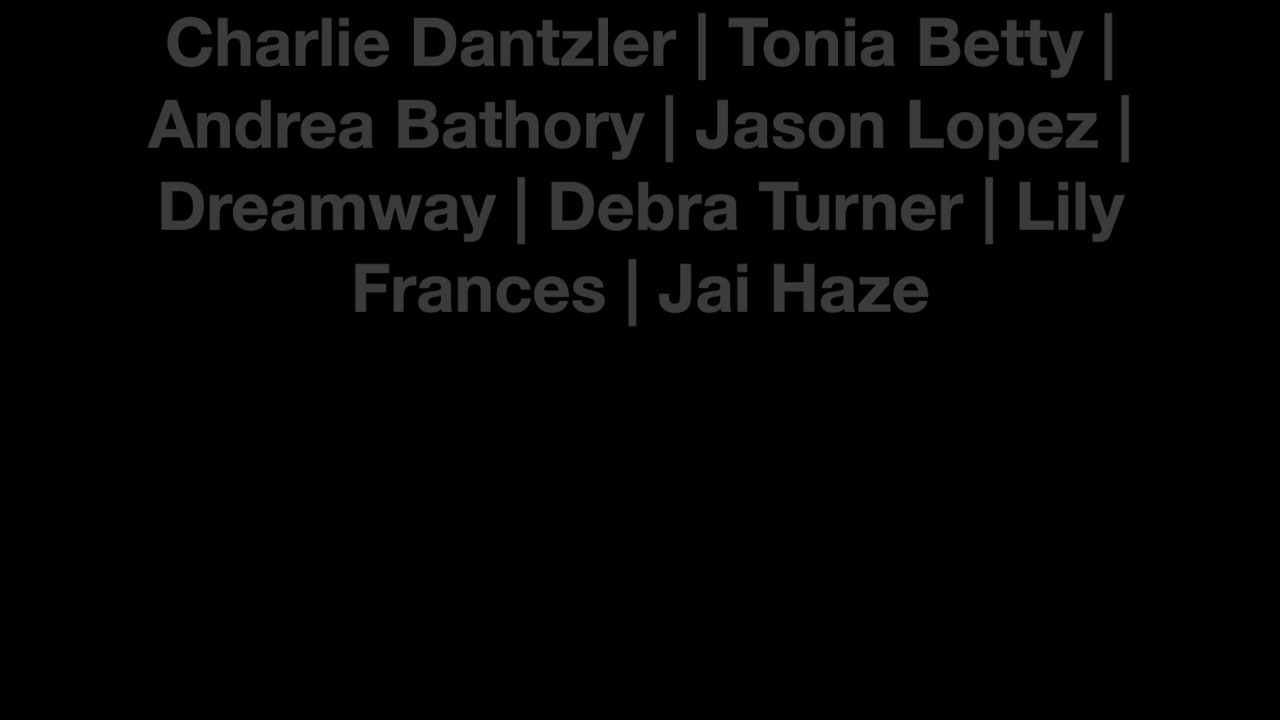 Charlie Dantzler | Tonia Betty |
Andrea Bathory | Jason Lopez |
Dreamway | Debra Turner | Lily
Frances | Jai Haze